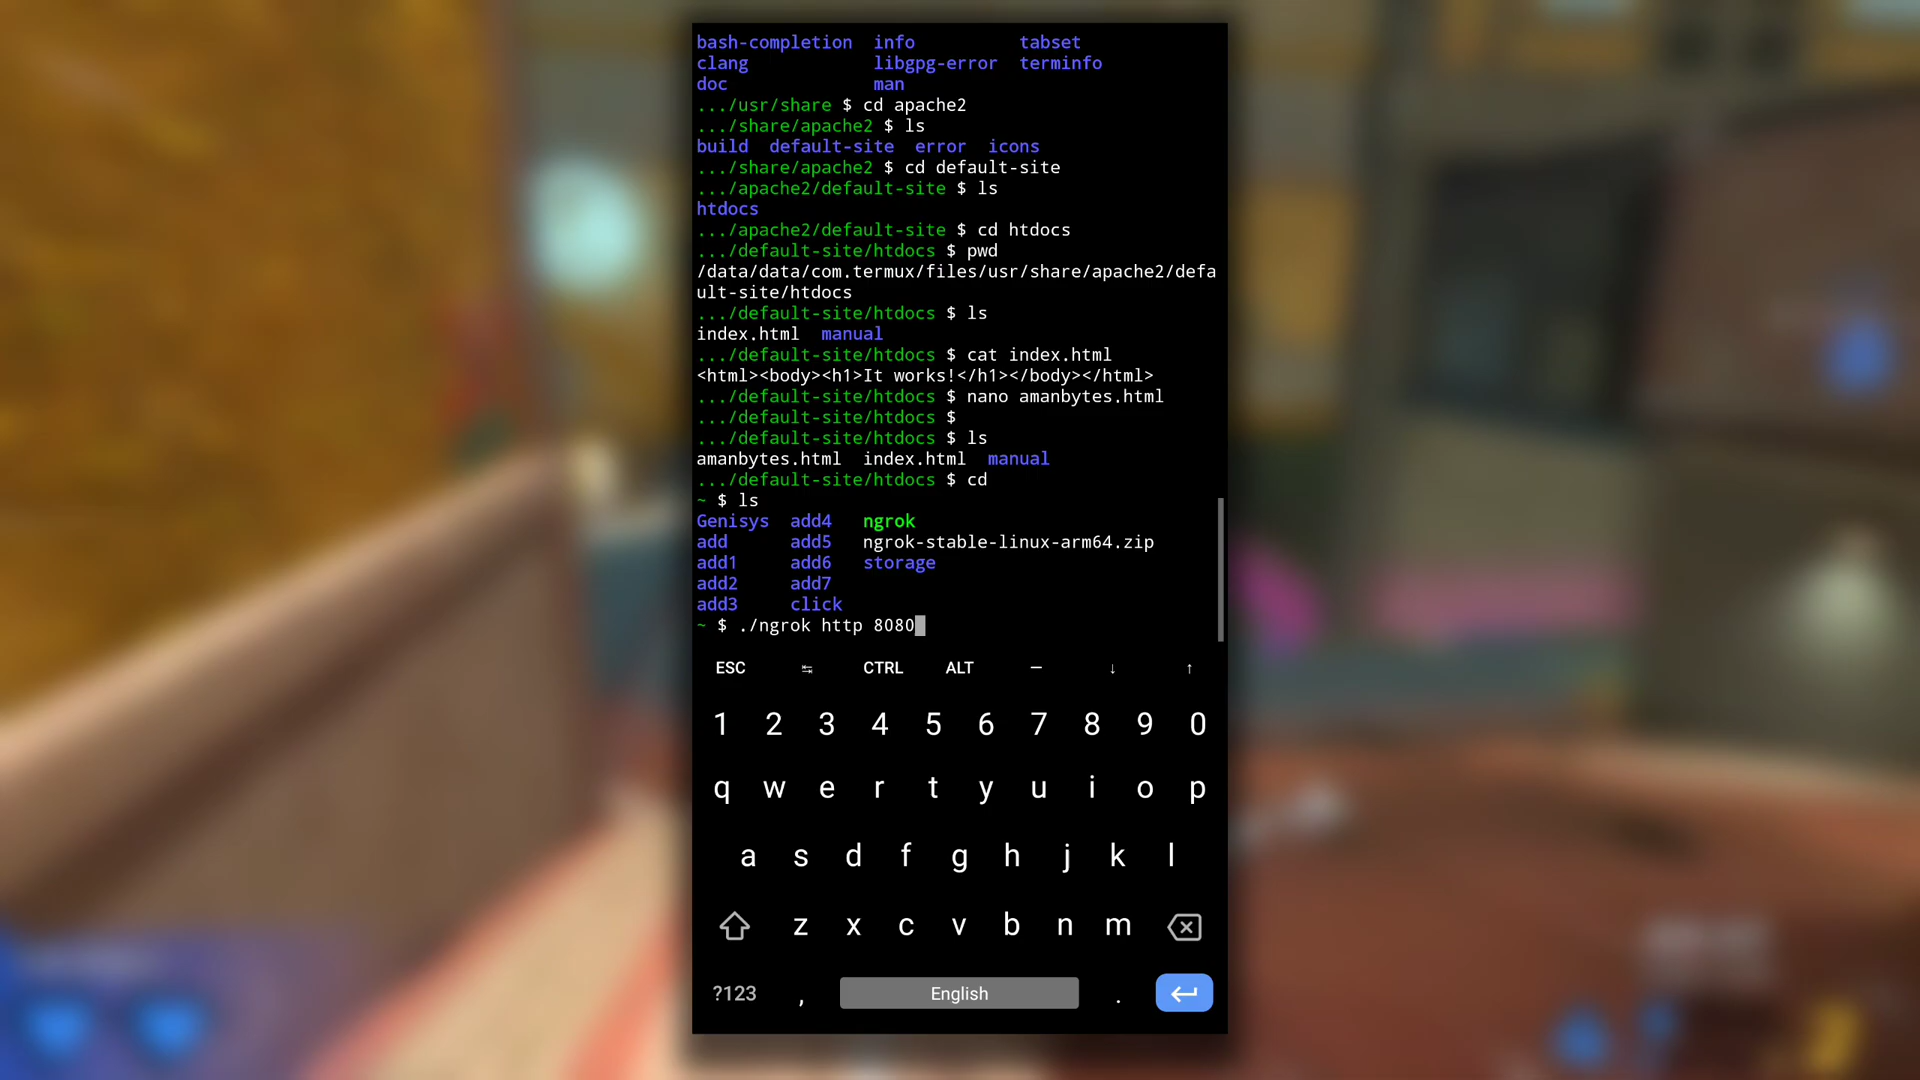 bash-completion  info          tabset
clang            libgpg-error  terminfo
doc              man
.../usr/share $ cd apache2
.../share/apache2 $ ls
build  default-site  error  icons
.../share/apache2 $ cd default-site
.../apache2/default-site $ ls
htdocs
.../apache2/default-site $ cd htdocs
.../default-site/htdocs $ pwd
/data/data/com.termux/files/usr/share/apache2/defa
ult-site/htdocs
.../default-site/htdocs $ ls
index.html  manual
.../default-site/htdocs $ cat index.html
<html><body><h1>It works!</h1></body></html>
.../default-site/htdocs $ nano amanbytes.html
.../default-site/htdocs $
.../default-site/htdocs $ ls
amanbytes.html  index.html  manual
.../default-site/htdocs $ cd
~ $ ls
Genisys  add4   ngrok
add      add5   ngrok-stable-linux-arm64.zip
add1     add6   storage
add2     add7
add3     click
~ $ ./ngrok http 8080
ESC ↹ CTRL ALT — ↓ ↑
1 2 3 4 5 6 7 8 9 0
q w e r t y u i o p
a s d f g h j k l
z x c v b n m
?123 , English .